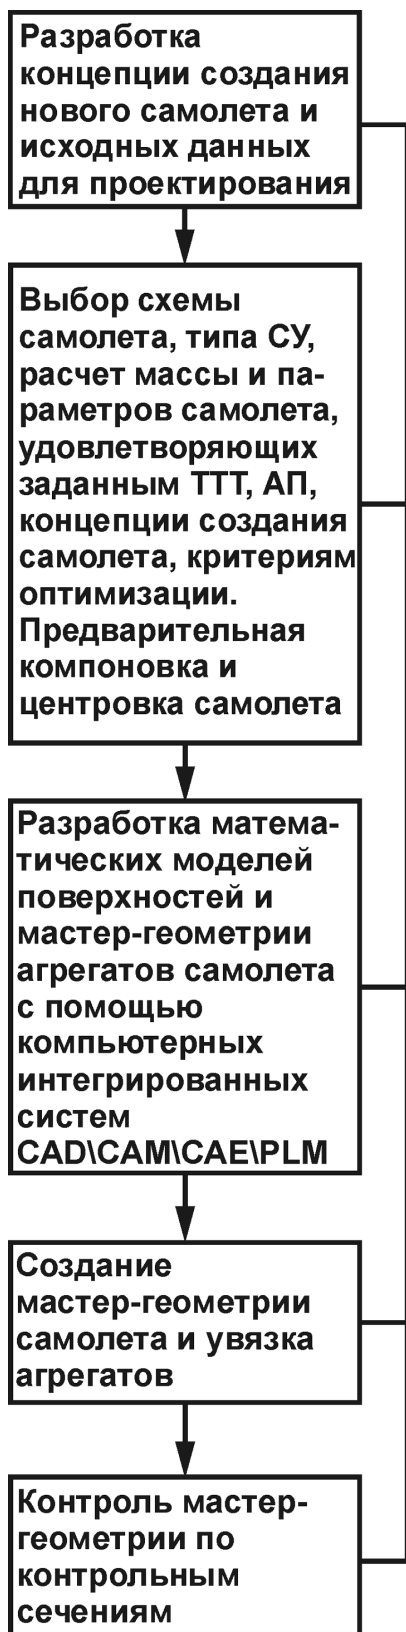 Разработка
концепции создания
нового самолета и
исходных данных
для проектирования
Выбор схемы
самолета, типа СУ,
расчет массы и па-
раметров самолета,
удовлетворяющих
заданным ТТТ, АП,
концепции создания
самолета, критериям
оптимизации.
Предварительная
компоновка и
центровка самолета
Разработка матема-
тических моделей
поверхностей и
мастер-геометрии
агрегатов самолета
с помощью
компьютерных
интегрированных
систем
CAD\CAM\CAE\PLM
Создание
мастер-геометрии
самолета и увязка
агрегатов
Контроль мастер-
геометрии по
контрольным
сечениям